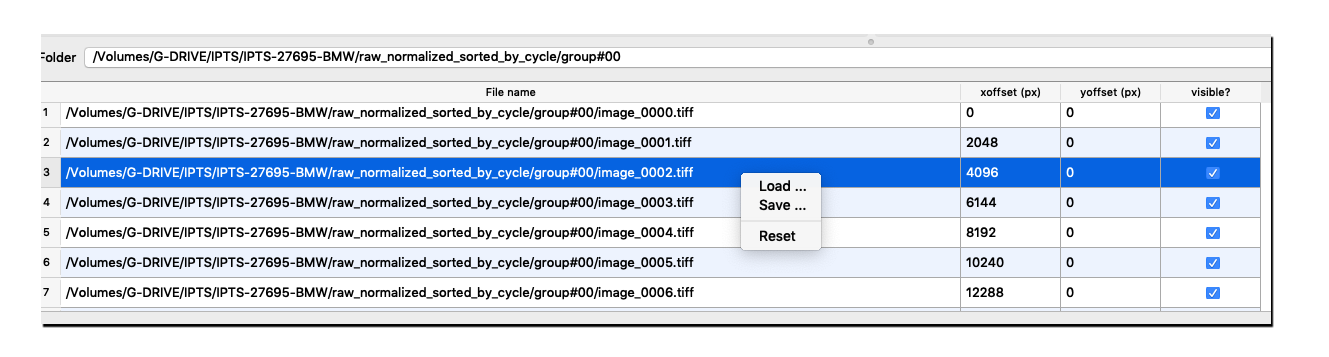 Folder /Volumes/G-DRIVE/IPTS/IPTS-27695-BMW/raw_normalized_sorted_by_cycle/group#00
File name xoffset (px) yoffset (px) visible?
1 /Volumes/G-DRIVE/IPTS/IPTS-27695-BMW/raw_normalized_sorted_by_cycle/group#00/image_0000.tiff 0 0
2 /Volumes/G-DRIVE/IPTS/IPTS-27695-BMW/raw_normalized_sorted_by_cycle/group#00/image_0001.tiff 2048 0
3 /Volumes/G-DRIVE/IPTS/IPTS-27695-BMW/raw_normalized_sorted_by_cycle/group#00/image_0002.tiff 4096 0
Load ...
4 /Volumes/G-DRIVE/IPTS/IPTS-27695-BMW/raw_normalized_sorted_by_cycle/group#00/image_0003.tiff 6144 0
Save ...
5 /Volumes/G-DRIVE/IPTS/IPTS-27695-BMW/raw_normalized_sorted_by_cycle/group#00/image_0004.tiff 8192 0
Reset
6 /Volumes/G-DRIVE/IPTS/IPTS-27695-BMW/raw_normalized_sorted_by_cycle/group#00/image_0005.tiff 10240 0
7 /Volumes/G-DRIVE/IPTS/IPTS-27695-BMW/raw_normalized_sorted_by_cycle/group#00/image_0006.tiff 12288 0